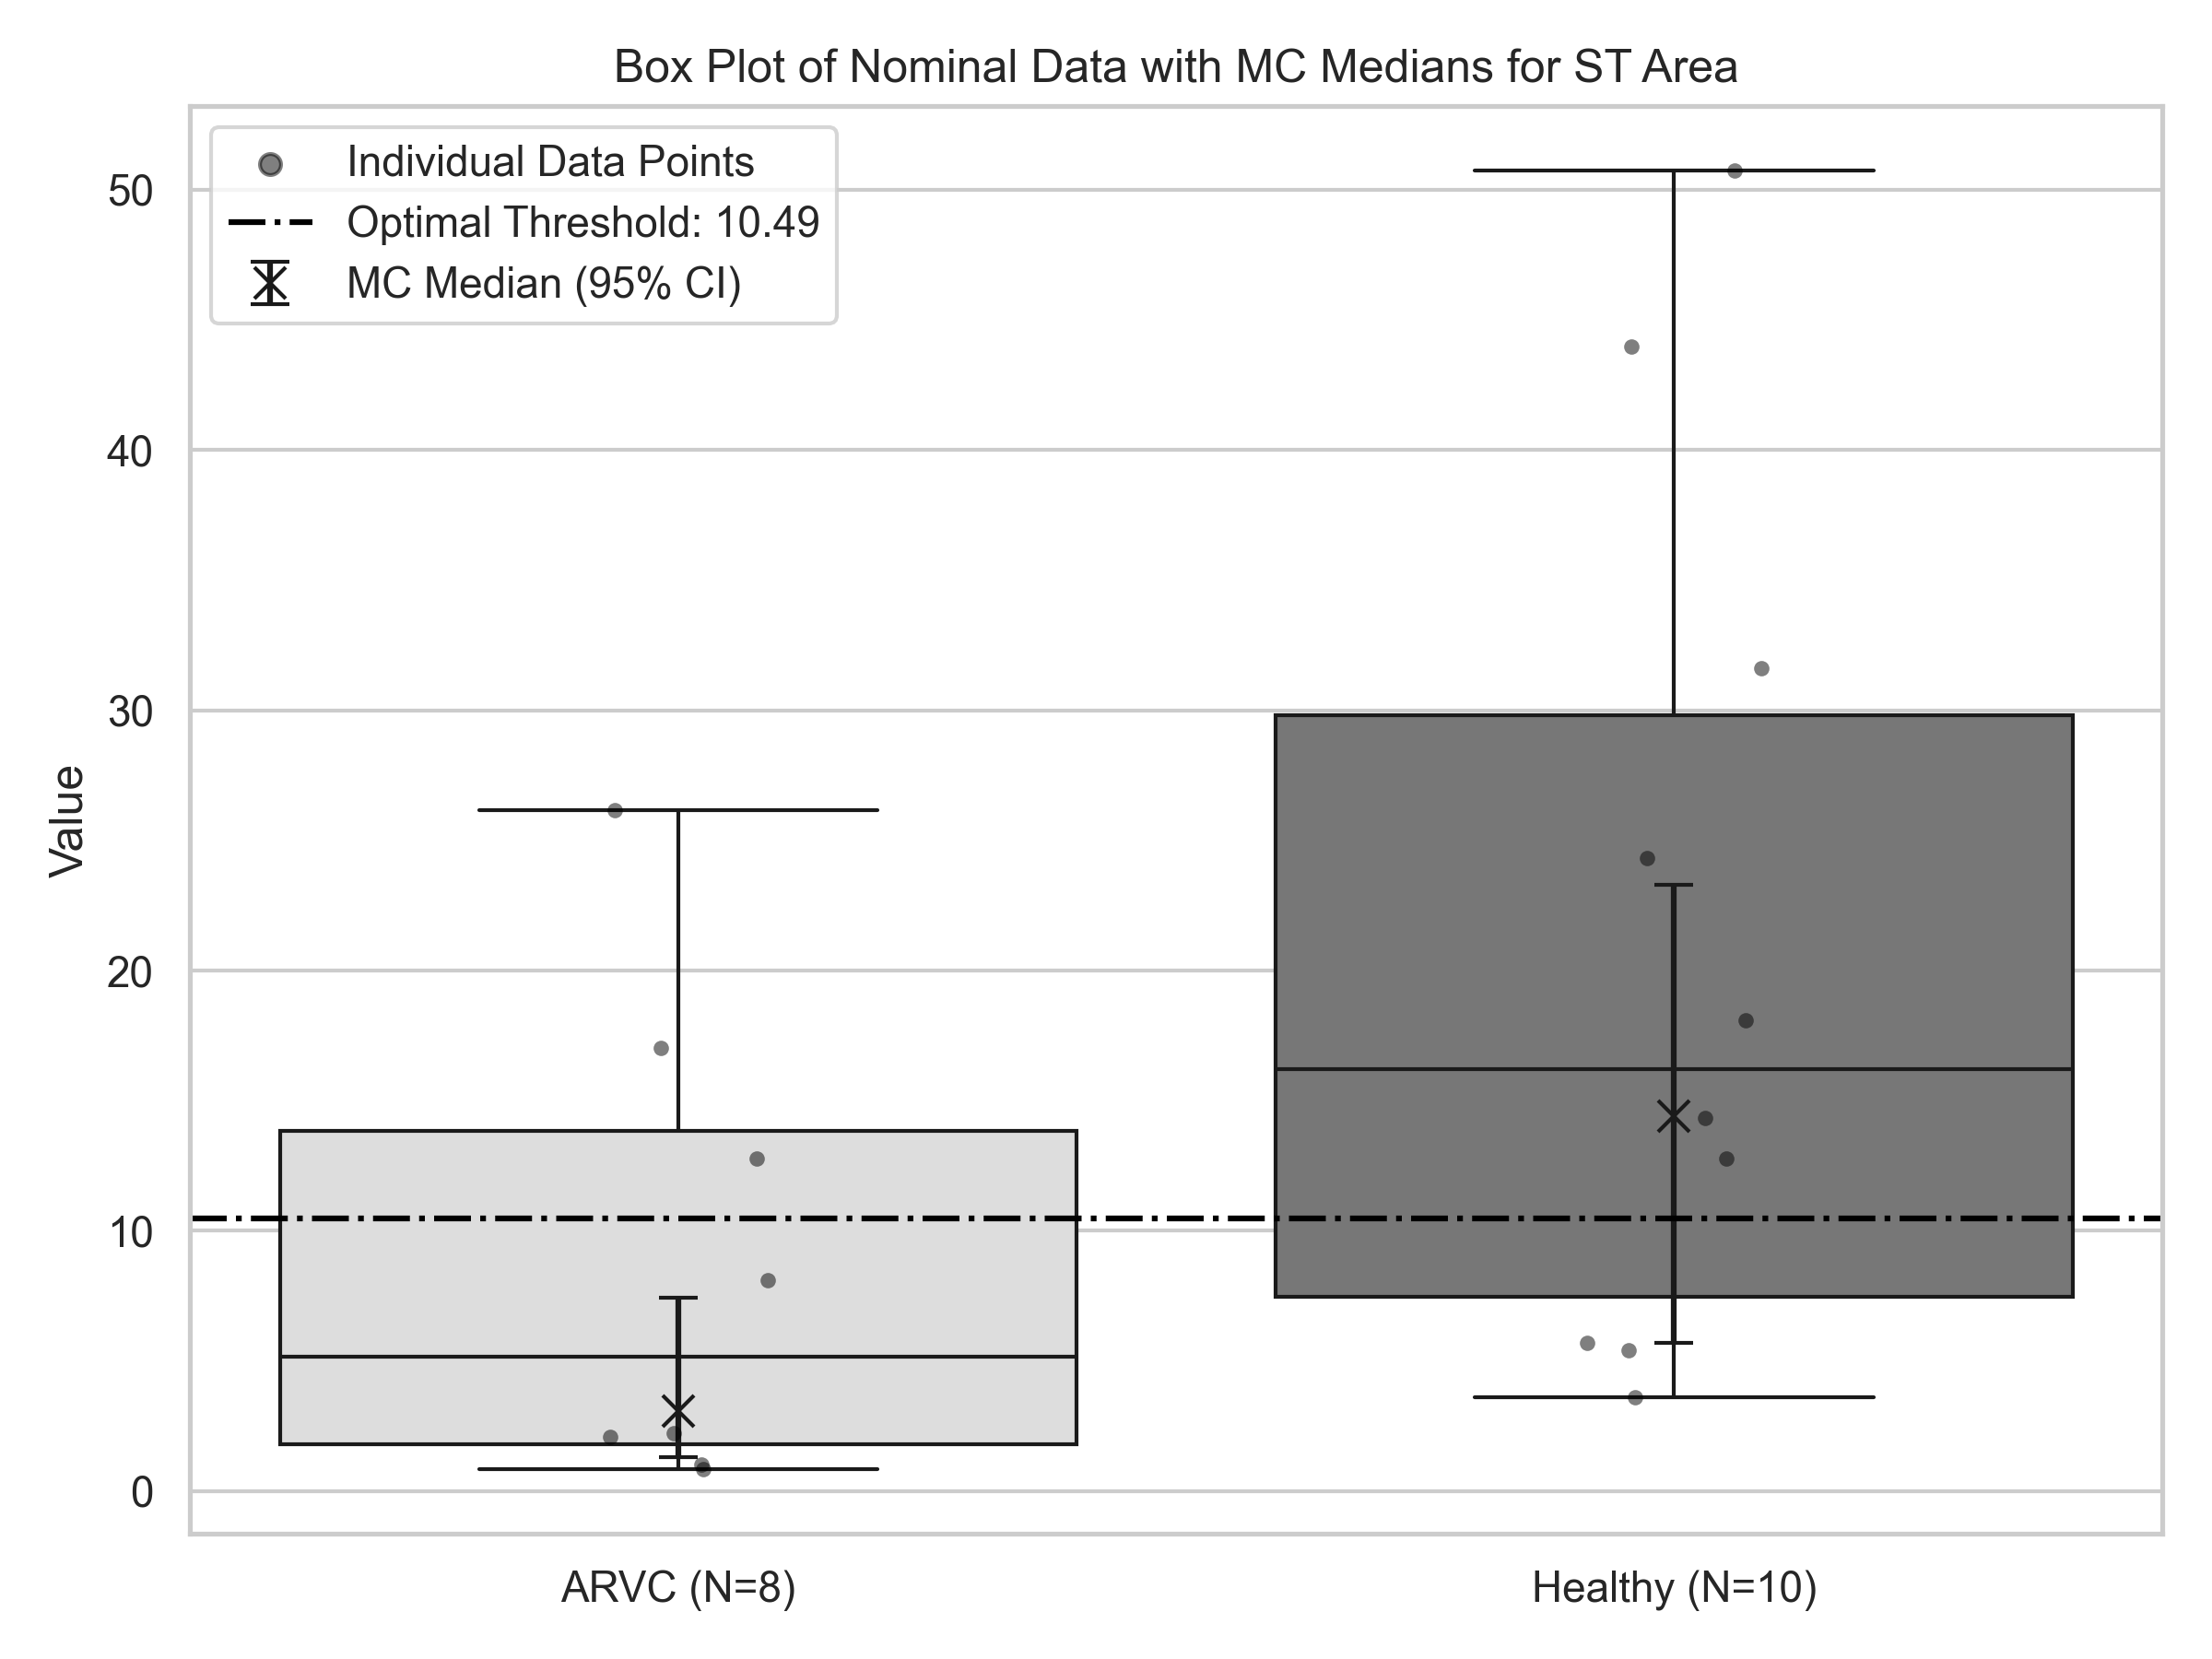 Box Plot of Nominal Data with MC Medians for ST Area
Individual Data Points
Optimal Threshold: 10.49
MC Median (95% CI)
50
40
30
20
10
0
Value
ARVC (N=8)
Healthy (N=10)